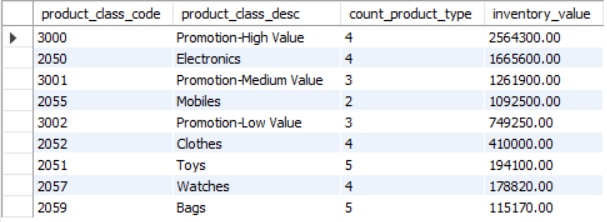 product_class_code product_class_desc count_product_type inventory_value
3000 Promotion-High Value 4 2564300.00
2050 Electronics 4 1665600.00
3001 Promotion-Medium Value 3 1261900.00
2055 Mobiles 2 1092500.00
3002 Promotion-Low Value 3 749250.00
2052 Clothes 4 410000.00
2051 Toys 5 194100.00
2057 Watches 4 178820.00
2059 Bags 5 115170.00